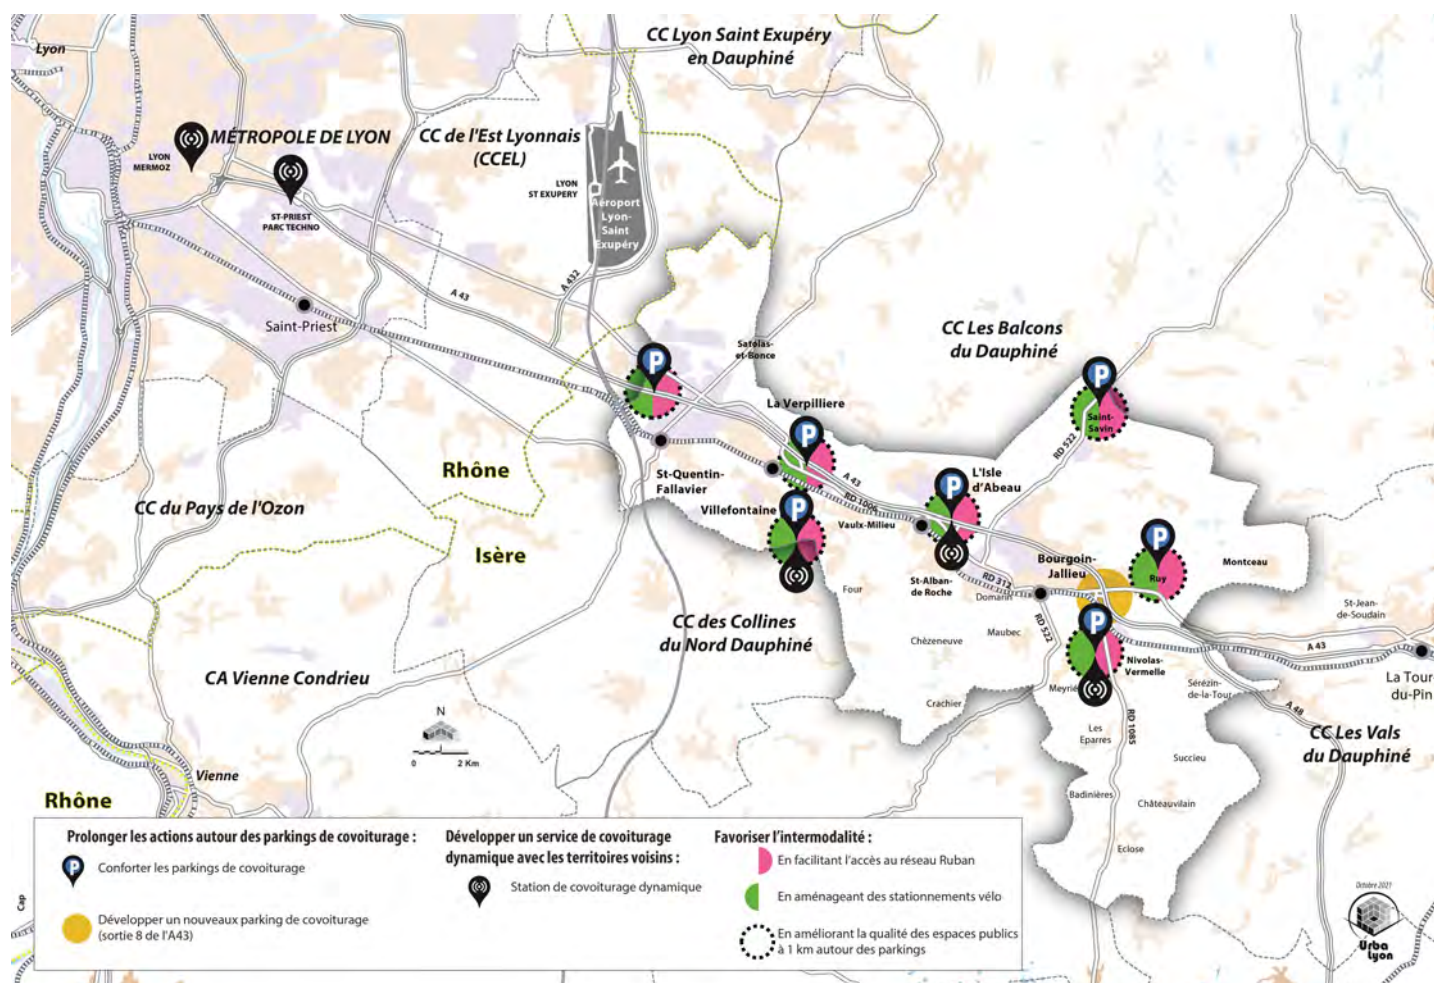 Lyon
CC Lyon Saint Exupéry
en Dauphiné
MÉTROPOLE DE LYON
LYON
MERMOZ
CC de l'Est Lyonnais
(CCEL)
LYON
ST EXUPERY
ST-PRIEST
PARC TECHNO
Aéroport
Lyon-
Saint
Exupéry
A 432
A 43
Saint-Priest
Satolas-
et-Bonce
CC Les Balcons
du Dauphiné
P
P
La Verpilliere
Saint-
Savin
RD 522
P
Rhône
St-Quentin-
Fallavier
A 43
P
L'Isle
d'Abeau
RD 1006
CC du Pays de l'Ozon
Villefontaine
P
Vaulx-Milieu
Isère
Bourgoin-
Jallieu
P
Ruy
Montceau
St-Alban-
de Roche
RD 312
Domarin
Four
St-Jean-
de-Soudain
CC des Collines
du Nord Dauphiné
Chèzeneuve
Maubec
RD 522
P
A 43
Nivolas-
Vermelle
CA Vienne Condrieu
La Tour
du-Pin
Meyrié
Sérézin-
de-la-Tour
Crachier
A 48
N
Les
Eparres
RD 1085
CC Les Vals
du Dauphiné
0 2 Km
Succieu
Vienne
Badinières
Châteauvilain
Rhône
Eclose
Prolonger les actions autour des parkings de covoiturage :
P
Conforter les parkings de covoiturage
Développer un nouveaux parking de covoiturage
(sortie 8 de l'A43)
Développer un service de covoiturage
dynamique avec les territoires voisins :
Station de covoiturage dynamique
Favoriser l'intermodalité :
En facilitant l'accès au réseau Ruban
En aménageant des stationnements vélo
En améliorant la qualité des espaces publics
à 1 km autour des parkings
Cap
Octobre 2021
Urba
Lyon